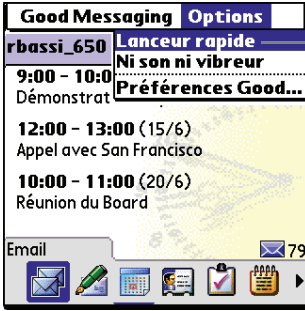 Good Messaging Options
rbassi_650 Lanceur rapide
Ni son ni vibreur
9:00 - 10:0
Préférences Good...
Démonstrat
12:00 - 13:00 (15/6)
Appel avec San Francisco
10:00 - 11:00 (20/6)
Réunion du Board
Email 79